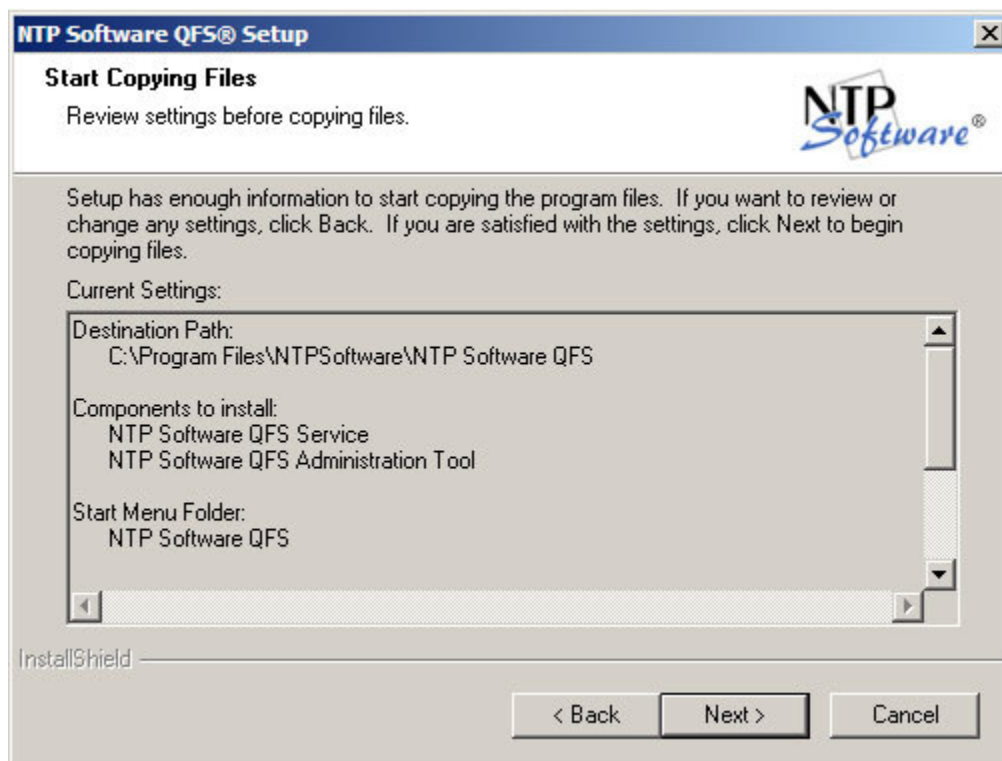 NTP Software QFS® Setup
Start Copying Files
Review settings before copying files.
NTP
Software®
Setup has enough information to start copying the program files. If you want to review or
change any settings, click Back. If you are satisfied with the settings, click Next to begin
copying files.
Current Settings:
Destination Path:
C:\Program Files\NTPSoftware\NTP Software QFS
Components to install:
NTP Software QFS Service
NTP Software QFS Administration Tool
Start Menu Folder:
NTP Software QFS
InstallShield
< Back Next > Cancel